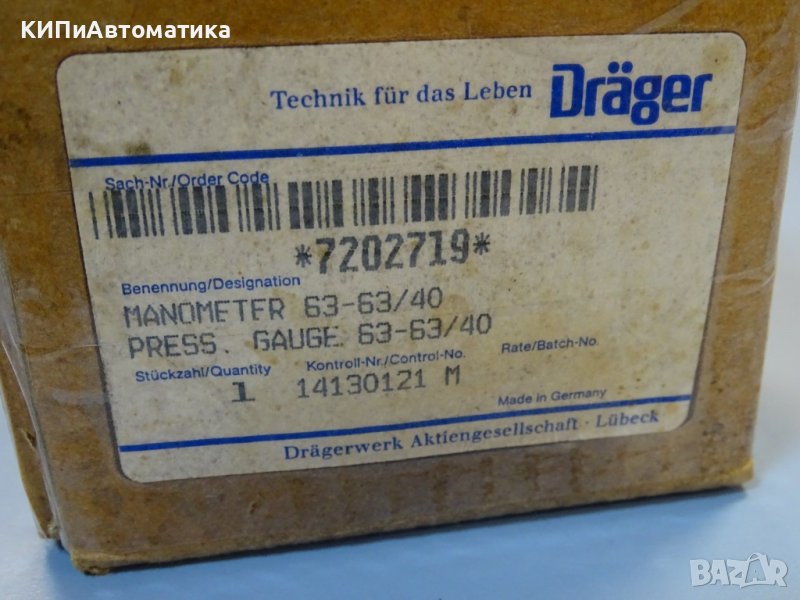 КИПиАвтоматика
Technik für das Leben Dräger
Sach-Nr./Order Code
*7202719*
Benennung/Designation
MANOMETER 63-63/40
PRESS. GAUGE 63-63/40
Stückzahl/Quantity Kontroll-Nr./Control-No. Rate/Batch-No.
1 14130121 M
Made in Germany
Drägerwerk Aktiengesellschaft · Lübeck
BAZAR